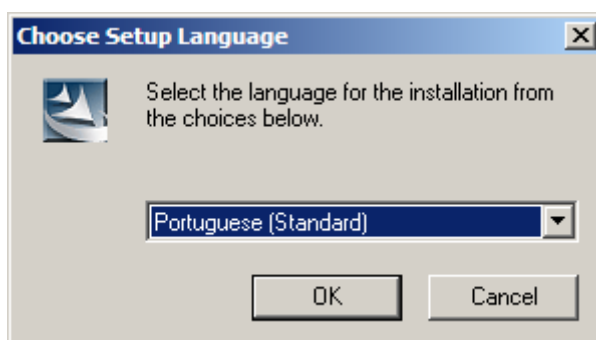 Choose Setup Language
Select the language for the installation from
the choices below.
Portuguese (Standard)
OK
Cancel